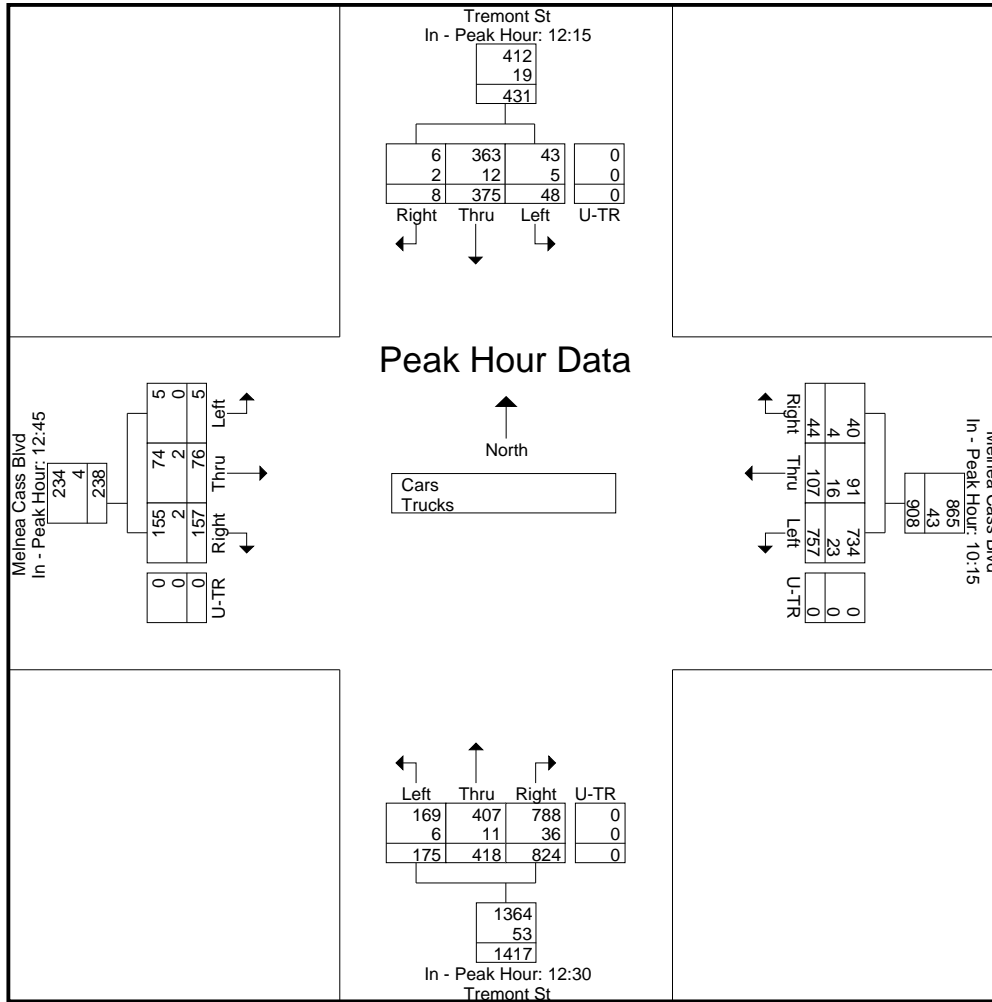 Tremont St
In - Peak Hour: 12:15
412
19
431
6 363 43 0
2 12 5 0
8 375 48 0
Right Thru Left U-TR
Peak Hour Data
North
Cars
Trucks
Melnea Cass Blvd
In - Peak Hour: 12:45
234
4
238
5 0 5
74 2 76
155 2 157
0 0 0
Left
Thru
Right
U-TR
Melnea Cass Blvd
In - Peak Hour: 10:15
865
43
908
40 4 44
91 16 107
734 23 757
0 0 0
Right
Thru
Left
U-TR
Left Thru Right U-TR
169 407 788 0
6 11 36 0
175 418 824 0
1364
53
1417
In - Peak Hour: 12:30
Tremont St